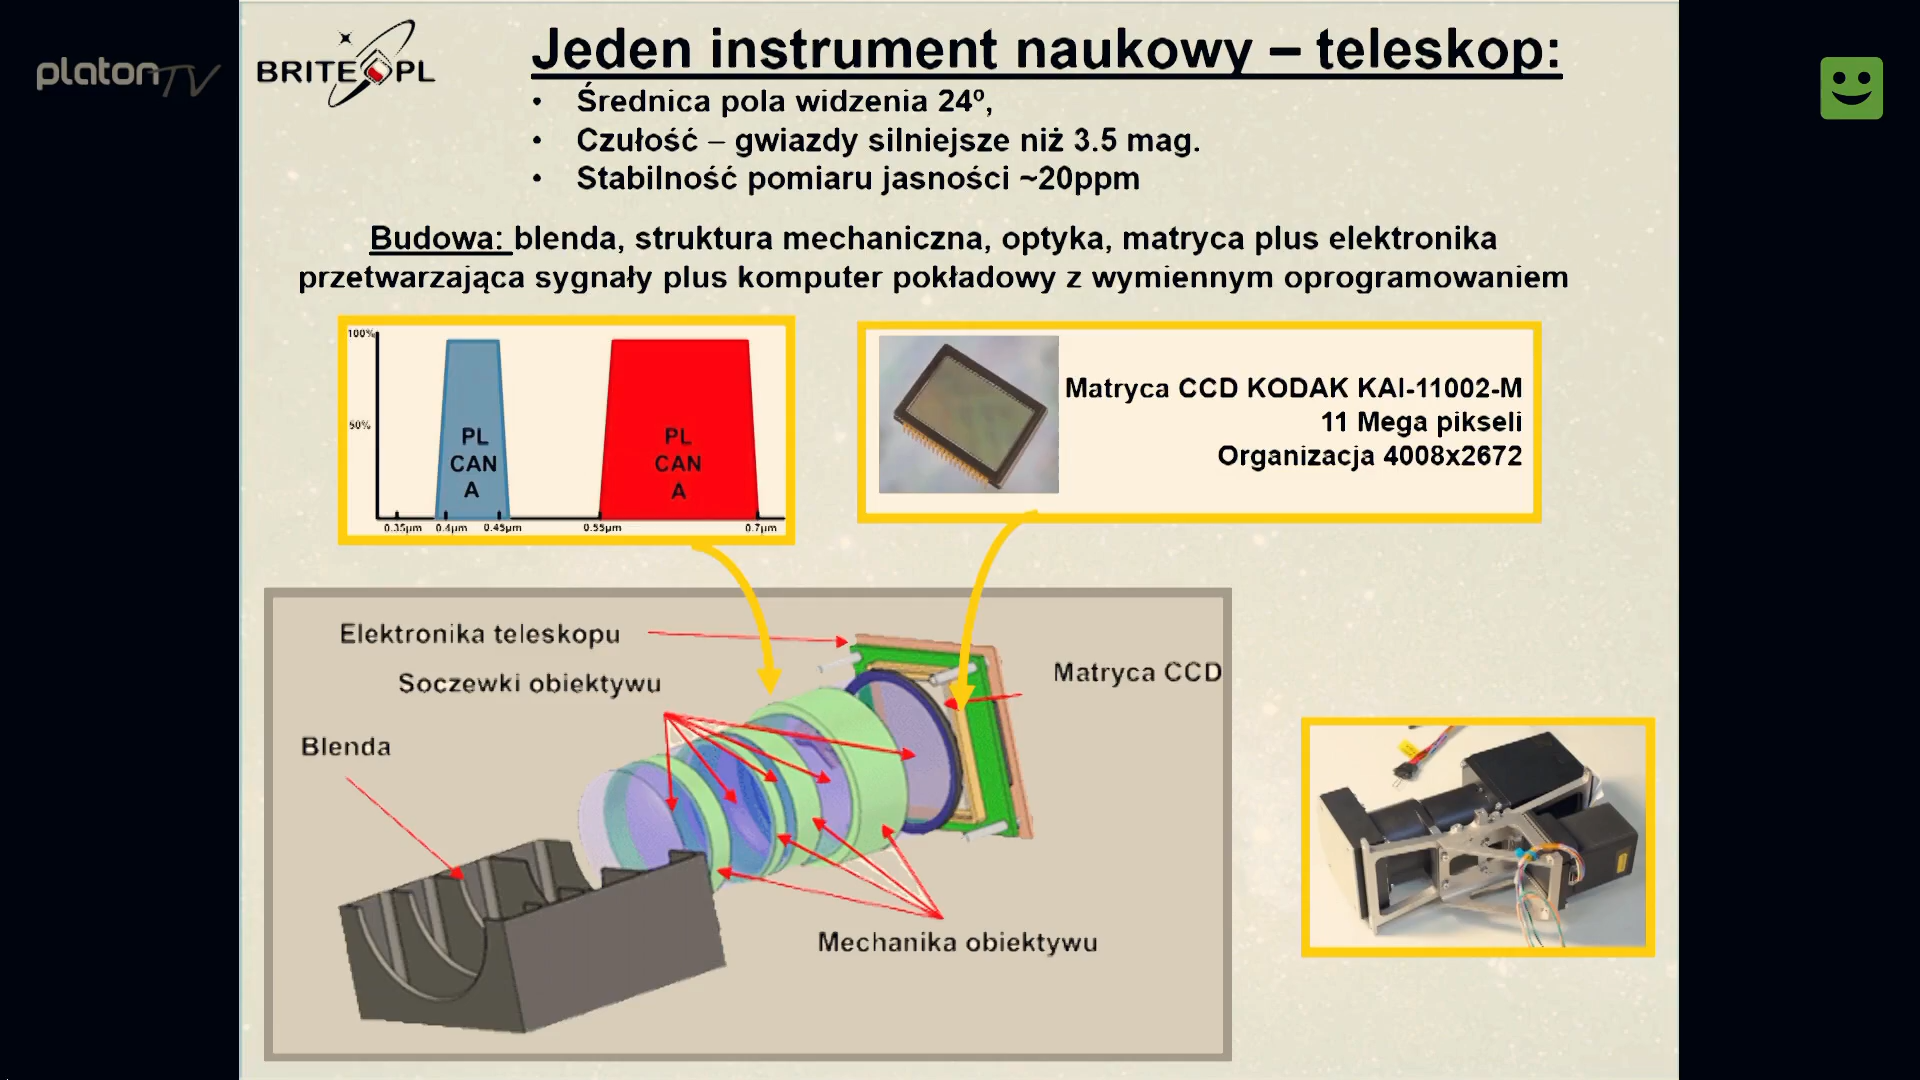 platonTV
BRITE PL
Jeden instrument naukowy – teleskop:
• Średnica pola widzenia 24º,
• Czułość – gwiazdy silniejsze niż 3.5 mag.
• Stabilność pomiaru jasności ~20ppm
Budowa: blenda, struktura mechaniczna, optyka, matryca plus elektronika
przetwarzająca sygnały plus komputer pokładowy z wymiennym oprogramowaniem
100%
50%
PL
CAN
A
PL
CAN
A
0.35µm 0.4µm 0.45µm 0.55µm 0.7µm
Matryca CCD KODAK KAI-11002-M
11 Mega pikseli
Organizacja 4008x2672
Elektronika teleskopu
Soczewki obiektywu
Matryca CCD
Blenda
Mechanika obiektywu